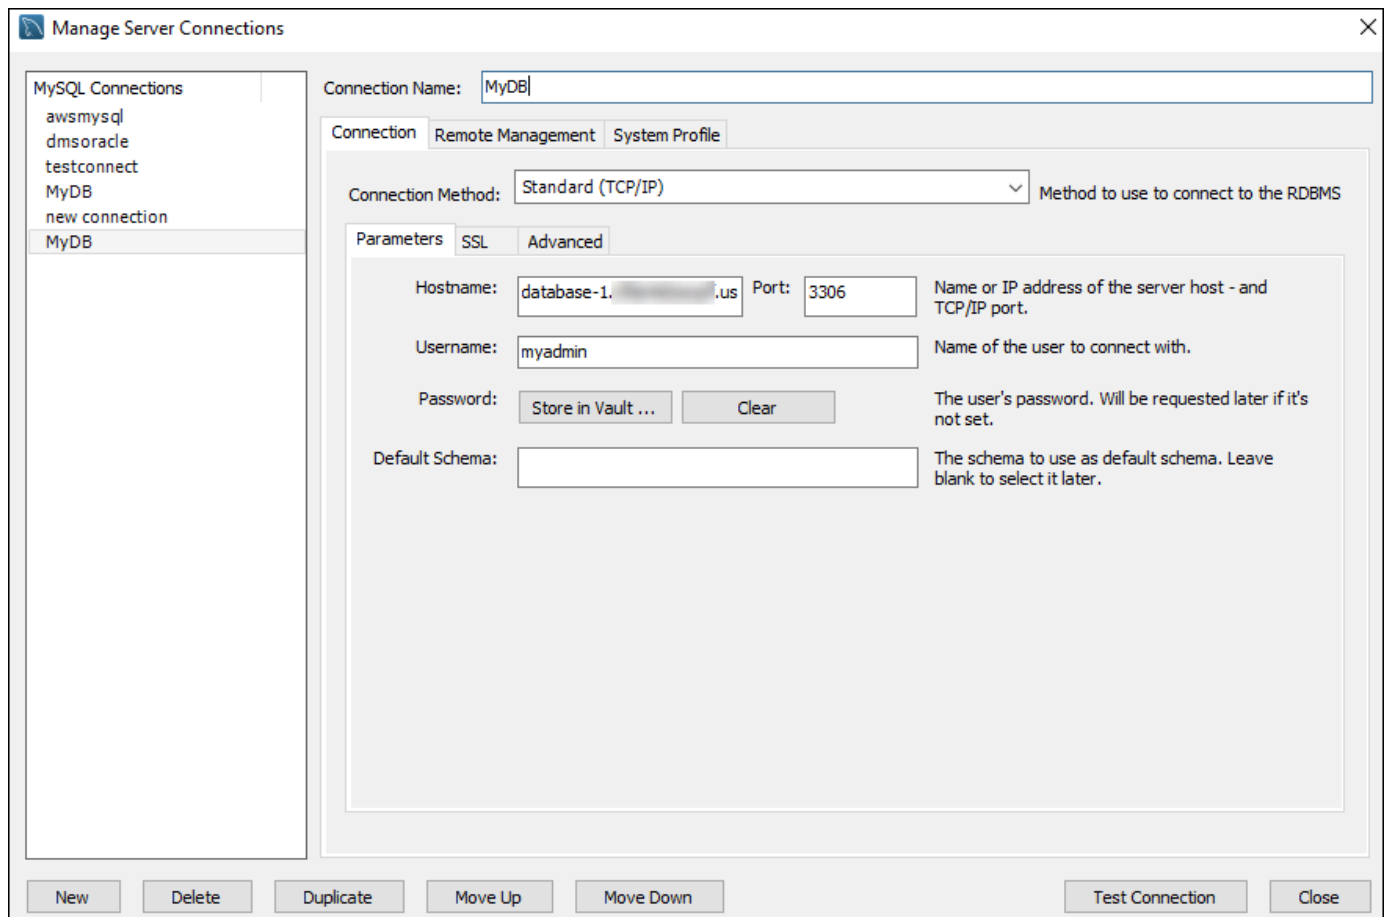 Manage Server Connections
MySQL Connections
awsmysql
dmsoracle
testconnect
MyDB
new connection
MyDB
Connection Name: MyDB
Connection Remote Management System Profile
Connection Method: Standard (TCP/IP) Method to use to connect to the RDBMS
Parameters SSL Advanced
Hostname: database-1. .us Port: 3306 Name or IP address of the server host - and
TCP/IP port.
Username: myadmin Name of the user to connect with.
Password: Store in Vault ... Clear The user's password. Will be requested later if it's
not set.
Default Schema: The schema to use as default schema. Leave
blank to select it later.
New Delete Duplicate Move Up Move Down Test Connection Close